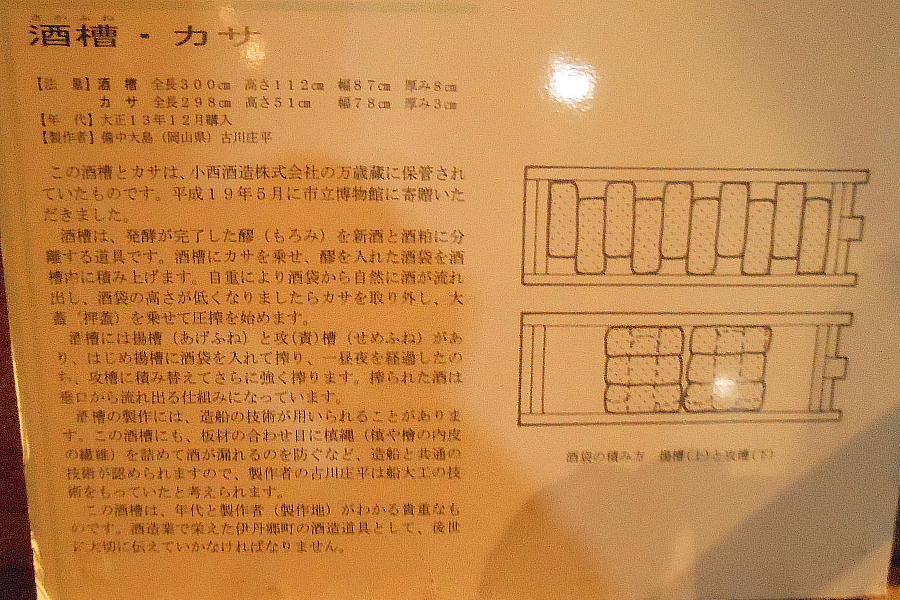 さかふね
酒槽・カサ
【法 量】酒 槽 全長300㎝ 高さ112㎝ 幅87㎝ 厚み8㎝
カ サ 全長298㎝ 高さ51㎝ 幅78㎝ 厚み3㎝
【年 代】大正13年12月購入
【製作者】備中大島（岡山県）古川庄平
この酒槽とカサは、小西酒造株式会社の万歳蔵に保管され
ていたものです。平成19年5月に市立博物館に寄贈いた
だきました。
酒槽は、発酵が完了した醪（もろみ）を新酒と酒粕に分
離する道具です。酒槽にカサを乗せ、醪を入れた酒袋を酒
槽内に積み上げます。自重により酒袋から自然に酒が流れ
出し、酒袋の高さが低くなりましたらカサを取り外し、大
蓋（押蓋）を乗せて圧搾を始めます。
酒槽には揚槽（あげふね）と攻(責)槽（せめふね）があ
り、はじめ揚槽に酒袋を入れて搾り、一昼夜を経過したの
ち、攻槽に積み替えてさらに強く搾ります。搾られた酒は
垂口から流れ出る仕組みになっています。
酒槽の製作には、造船の技術が用いられることがありま
す。この酒槽にも、板材の合わせ目に槙縄（槙や檜の内皮
の繊維）を詰めて酒が漏れるのを防ぐなど、造船と共通の
技術が認められますので、製作者の古川庄平は船大工の技
術をもっていたと考えられます。
この酒槽は、年代と製作者（製作地）がわかる貴重なも
のです。酒造業で栄えた伊丹郷町の酒造道具として、後世
に大切に伝えていかなければなりません。
酒袋の積み方 揚槽(上)と攻槽(下)